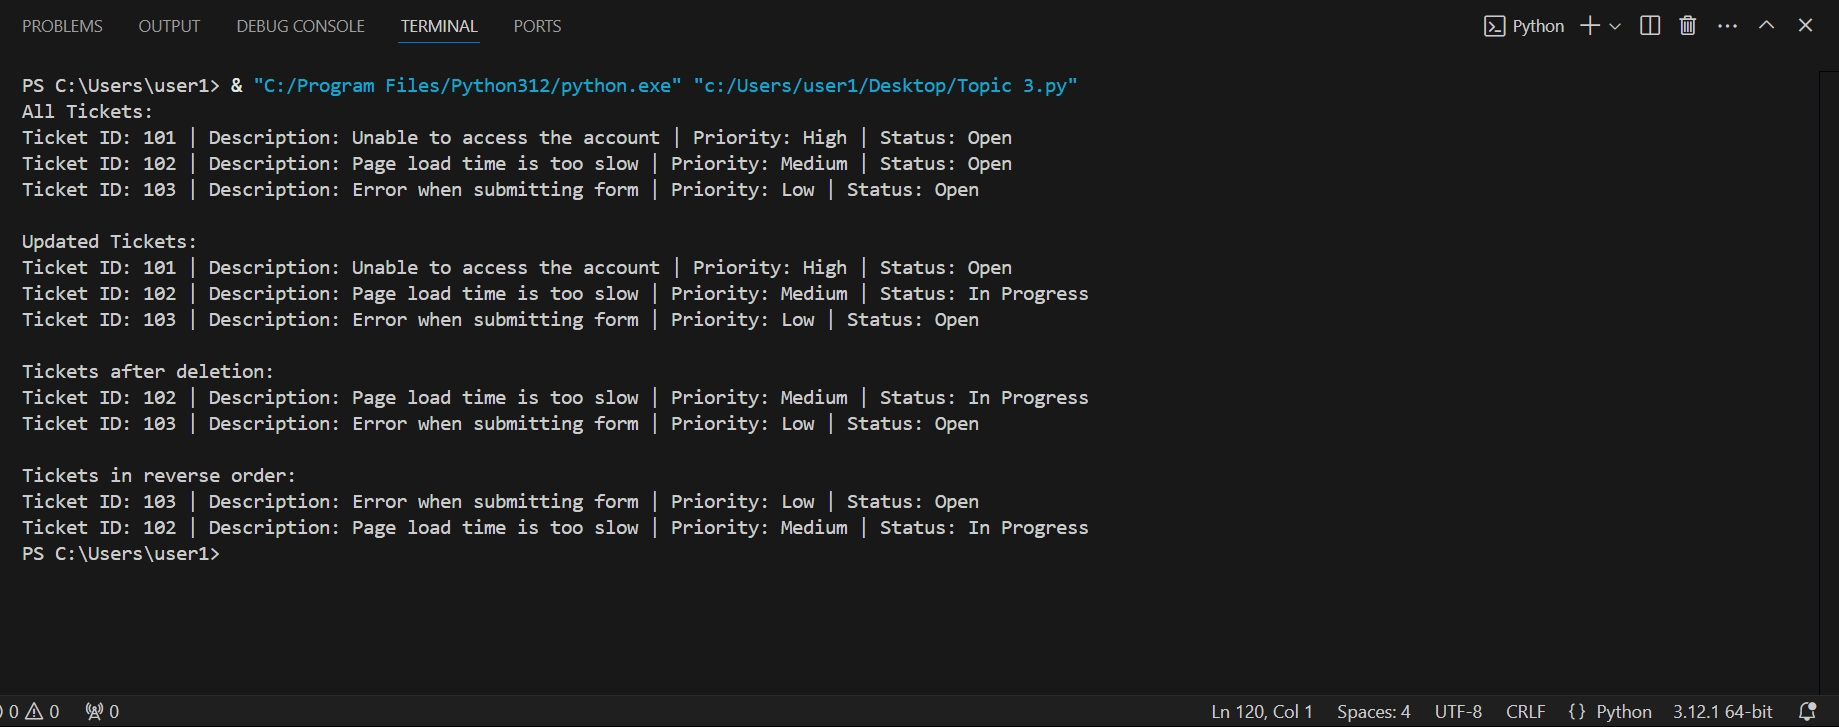 PROBLEMS OUTPUT DEBUG CONSOLE TERMINAL PORTS Python
PS C:\Users\user1> & "C:/Program Files/Python312/python.exe" "c:/Users/user1/Desktop/Topic 3.py"
All Tickets:
Ticket ID: 101 | Description: Unable to access the account | Priority: High | Status: Open
Ticket ID: 102 | Description: Page load time is too slow | Priority: Medium | Status: Open
Ticket ID: 103 | Description: Error when submitting form | Priority: Low | Status: Open
Updated Tickets:
Ticket ID: 101 | Description: Unable to access the account | Priority: High | Status: Open
Ticket ID: 102 | Description: Page load time is too slow | Priority: Medium | Status: In Progress
Ticket ID: 103 | Description: Error when submitting form | Priority: Low | Status: Open
Tickets after deletion:
Ticket ID: 102 | Description: Page load time is too slow | Priority: Medium | Status: In Progress
Ticket ID: 103 | Description: Error when submitting form | Priority: Low | Status: Open
Tickets in reverse order:
Ticket ID: 103 | Description: Error when submitting form | Priority: Low | Status: Open
Ticket ID: 102 | Description: Page load time is too slow | Priority: Medium | Status: In Progress
PS C:\Users\user1>
0 0 0 Ln 120, Col 1 Spaces: 4 UTF-8 CRLF {} Python 3.12.1 64-bit